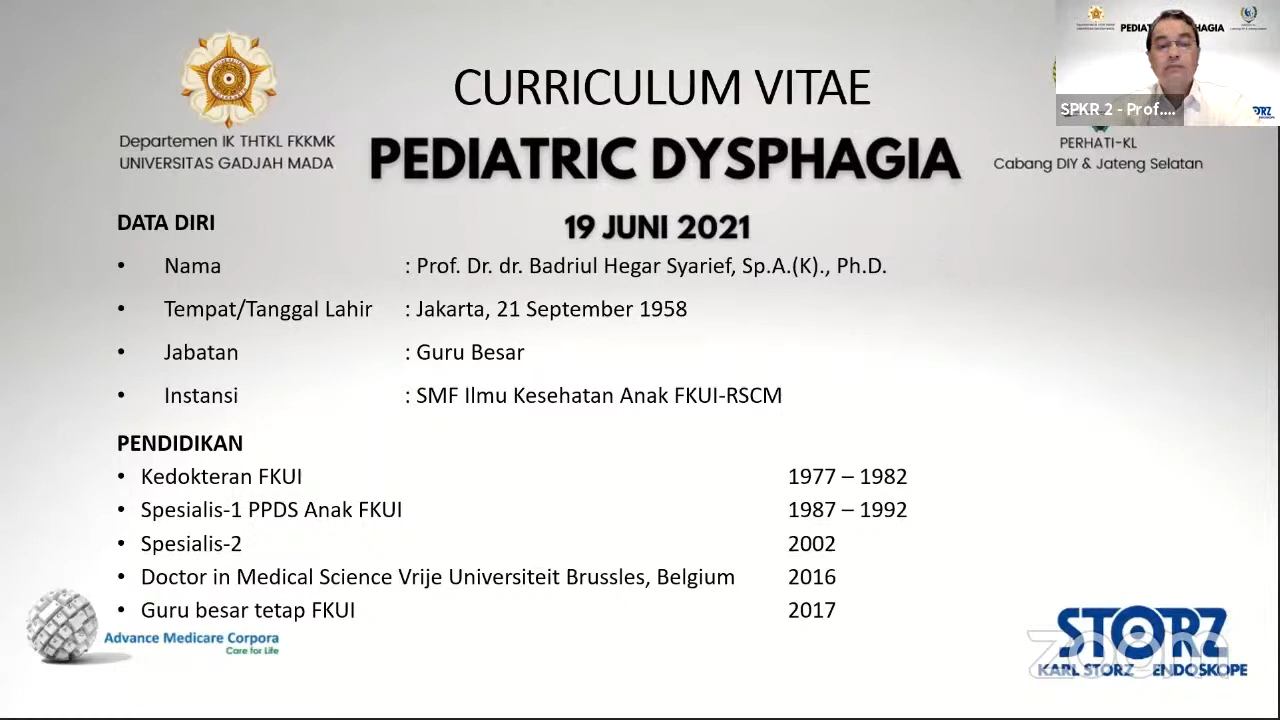 CURRICULUM VITAE
Departemen IK THTKL FKKMK
UNIVERSITAS GADJAH MADA
PEDIATRIC DYSPHAGIA
SPKR 2 - Prof....
PERHATI-KL
Cabang DIY & Jateng Selatan
19 JUNI 2021
DATA DIRI
• Nama : Prof. Dr. dr. Badriul Hegar Syarief, Sp.A.(K)., Ph.D.
• Tempat/Tanggal Lahir : Jakarta, 21 September 1958
• Jabatan : Guru Besar
• Instansi : SMF Ilmu Kesehatan Anak FKUI-RSCM
PENDIDIKAN
• Kedokteran FKUI 1977 – 1982
• Spesialis-1 PPDS Anak FKUI 1987 – 1992
• Spesialis-2 2002
• Doctor in Medical Science Vrije Universiteit Brussles, Belgium 2016
• Guru besar tetap FKUI 2017
Advance Medicare Corpora
Care for Life
STORZ
KARL STORZ ENDOSKOPE
zoom